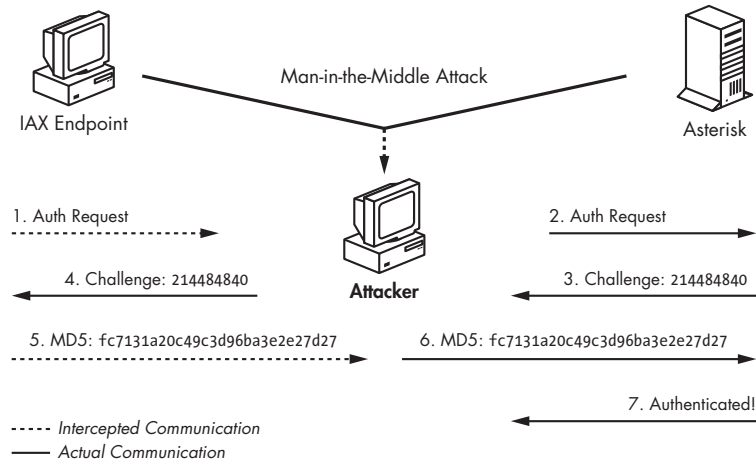 Man-in-the-Middle Attack
IAX Endpoint
Asterisk
1. Auth Request
2. Auth Request
4. Challenge: 214484840
Attacker
3. Challenge: 214484840
5. MD5: fc7131a20c49c3d96ba3e2e27d27
6. MD5: fc7131a20c49c3d96ba3e2e27d27
7. Authenticated!
Intercepted Communication
Actual Communication